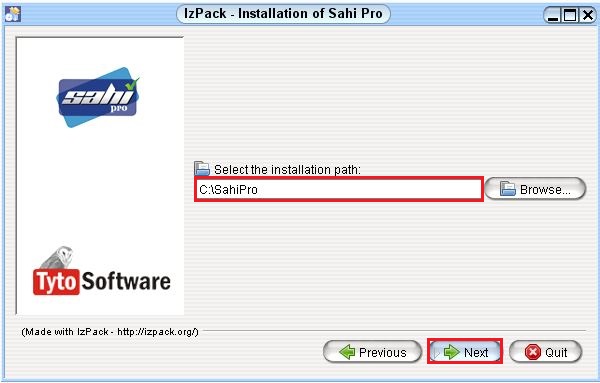 IzPack - Installation of Sahi Pro
sahi
pro
Select the installation path:
C:\SahiPro
Browse...
Tyto Software
(Made with IzPack - http://izpack.org/)
Previous
Next
Quit